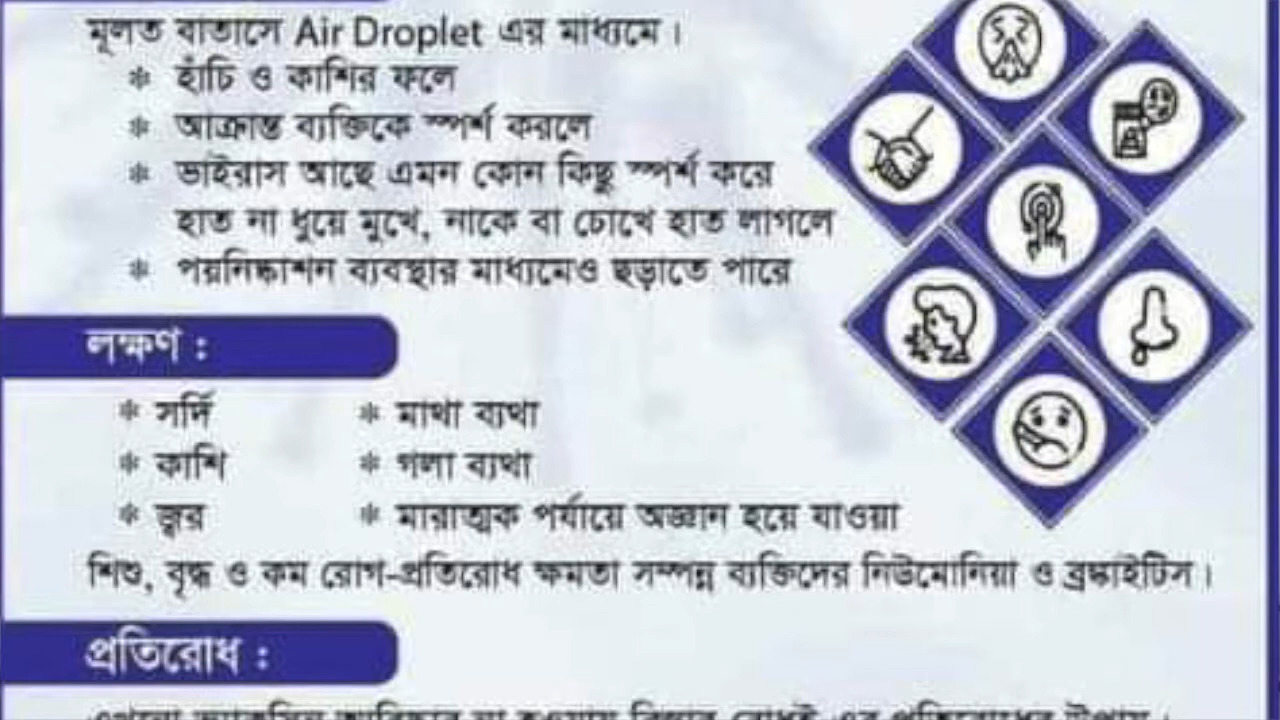 মূলত বাতাসে Air Droplet এর মাধ্যমে।
* হাঁচি ও কাশির ফলে
* আক্রান্ত ব্যক্তিকে স্পর্শ করলে
* ভাইরাস আছে এমন কোন কিছু স্পর্শ করে
হাত না ধুয়ে মুখে, নাকে বা চোখে হাত লাগলে
* পয়নিষ্কাশন ব্যবস্থার মাধ্যমেও ছড়াতে পারে
লক্ষণ :
* সর্দি * মাথা ব্যথা
* কাশি * গলা ব্যথা
* জ্বর * মারাত্মক পর্যায়ে অজ্ঞান হয়ে যাওয়া
শিশু, বৃদ্ধ ও কম রোগ-প্রতিরোধ ক্ষমতা সম্পন্ন ব্যক্তিদের নিউমোনিয়া ও ব্রঙ্কাইটিস।
প্রতিরোধ :